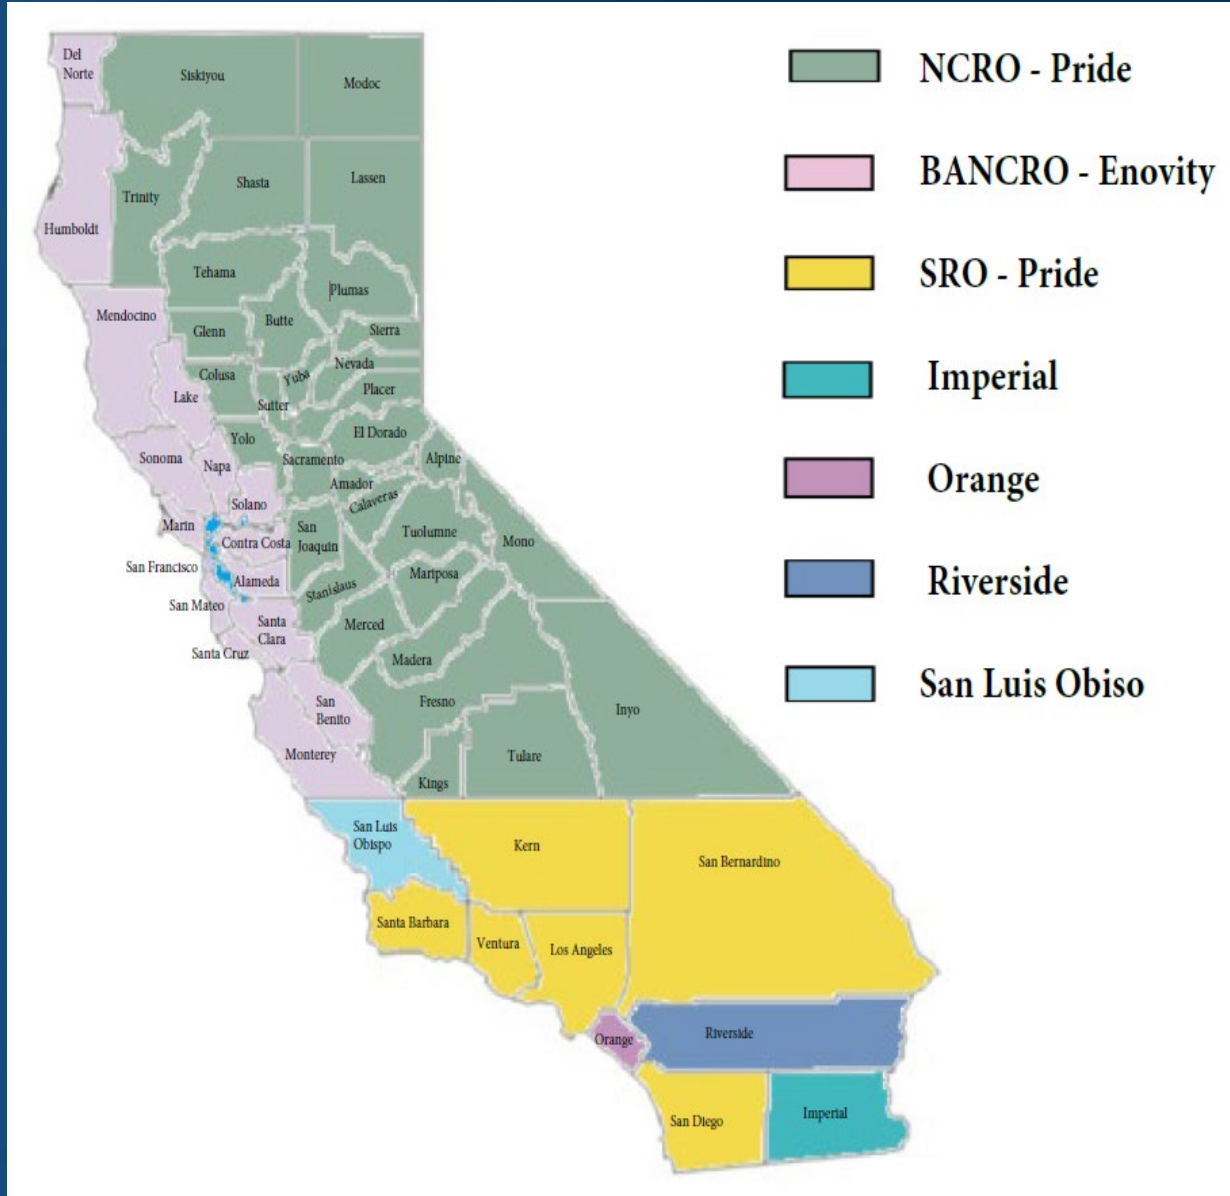 Del
Norte
Siskiyou
Modoc
Humboldt
Trinity
Shasta
Lassen
Tehama
Plumas
Mendocino
Glenn
Butte
Sierra
Colusa
Yuba
Nevada
Lake
Sutter
Placer
Yolo
El Dorado
Sonoma
Napa
Sacramento
Alpine
Amador
Solano
Calaveras
Marin
Contra Costa
San
Joaquin
Tuolumne
Mono
San Francisco
Alameda
Stanislaus
Mariposa
San Mateo
Santa
Clara
Merced
Santa Cruz
Madera
San
Benito
Fresno
Inyo
Monterey
Kings
Tulare
San Luis
Obispo
Kern
San Bernardino
Santa Barbara
Ventura
Los Angeles
Orange
Riverside
San Diego
Imperial
NCRO - Pride
BANCRO - Enovity
SRO - Pride
Imperial
Orange
Riverside
San Luis Obiso